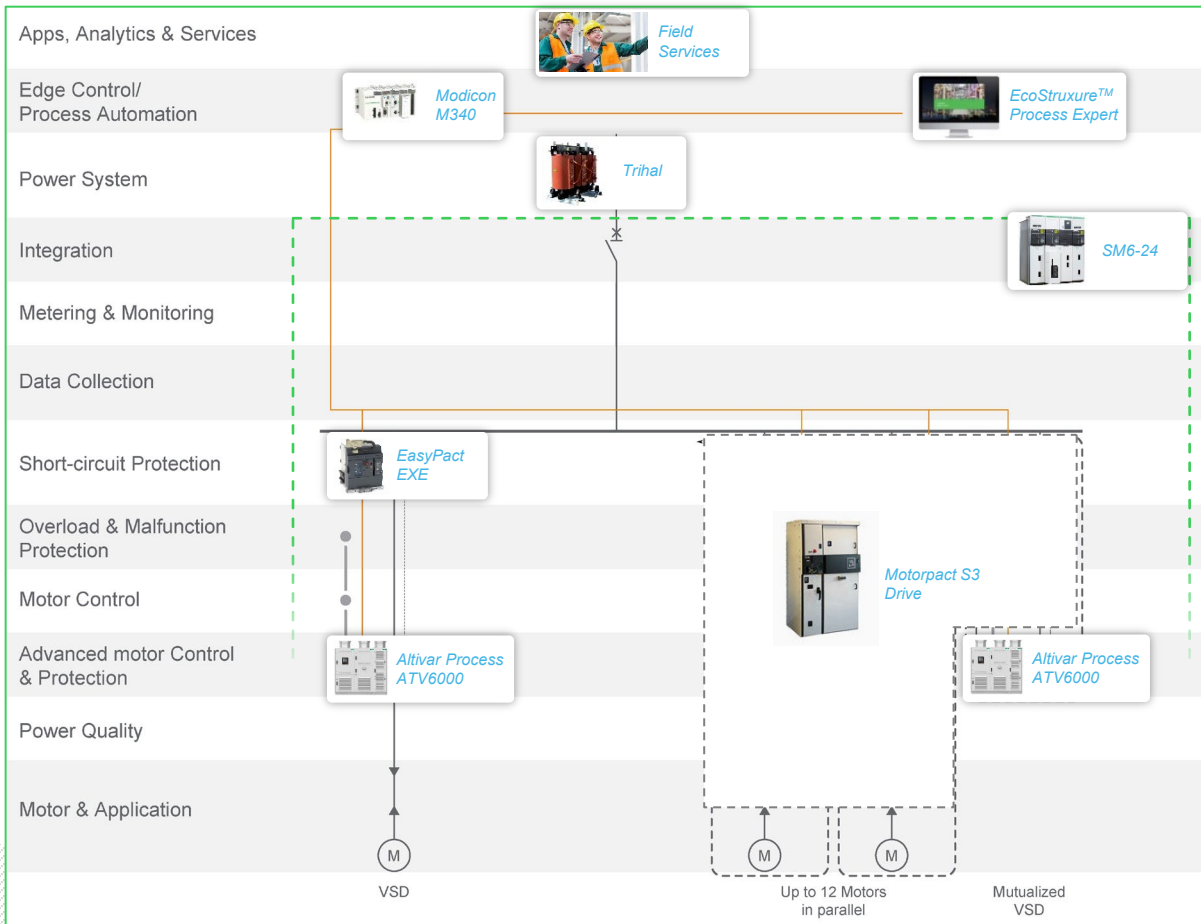 Apps, Analytics & Services
Field
Services
Edge Control/
Process Automation
Modicon
M340
EcoStruxure™
Process Expert
Power System
Trihal
Integration
SM6-24
Metering & Monitoring
Data Collection
Short-circuit Protection
EasyPact
EXE
Overload & Malfunction
Protection
Motorpact S3
Drive
Motor Control
Advanced motor Control
& Protection
Altivar Process
ATV6000
Altivar Process
ATV6000
Power Quality
Motor & Application
M
M
M
VSD
Up to 12 Motors
in parallel
Mutualized
VSD